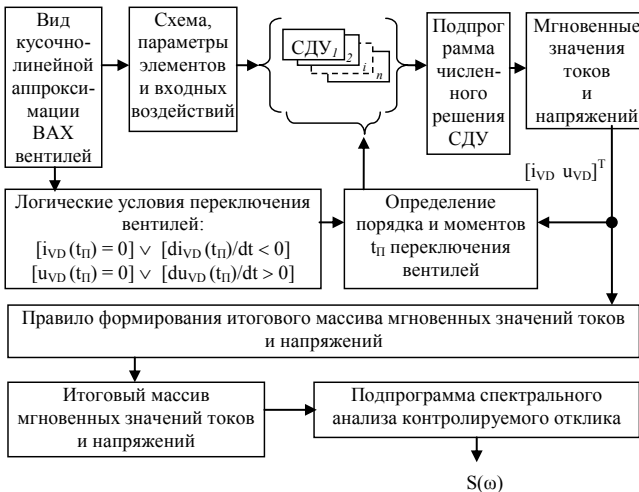 Вид
кусочно-
линейной
аппрокси-
мации
ВАХ
вентилей
Схема,
параметры
элементов
и входных
воздействий
СДУ1
2
i
n
Подпрог
рамма
числен-
ного
решения
СДУ
Мгновенные
значения
токов
и
напряжений
[iVD uVD]T
Логические условия переключения
вентилей:
[iVD (tП) = 0] ∨ [diVD (tП)/dt < 0]
[uVD (tП) = 0] ∨ [duVD (tП)/dt > 0]
Определение
порядка и моментов
tП переключения
вентилей
Правило формирования итогового массива мгновенных значений токов
и напряжений
Итоговый массив
мгновенных значений токов
и напряжений
Подпрограмма спектрального
анализа контролируемого отклика
S(ω)